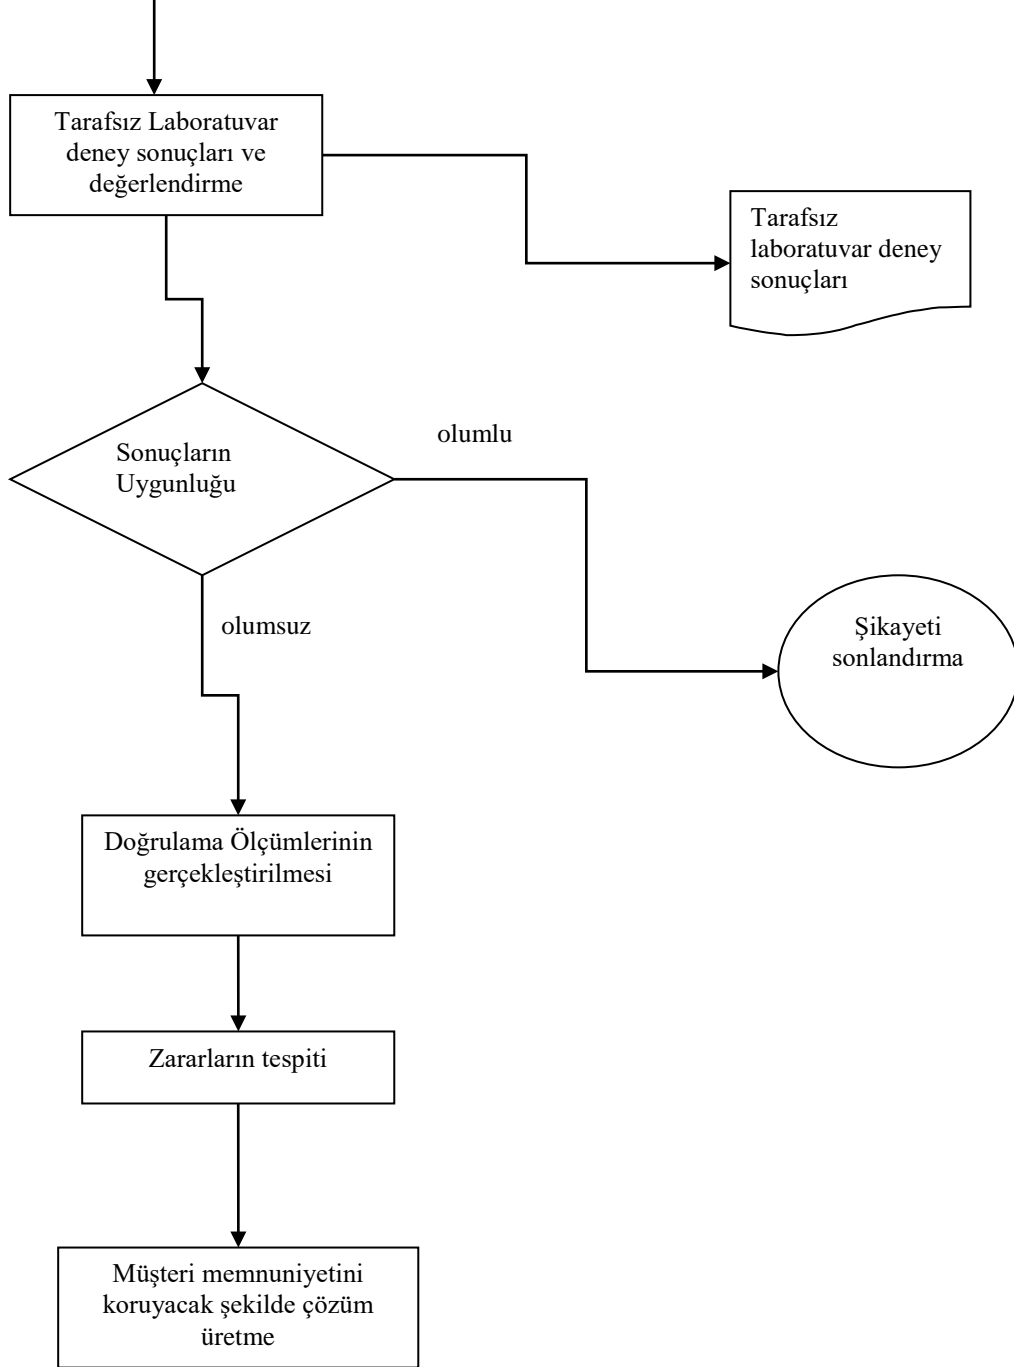 Tarafsız Laboratuvar
deney sonuçları ve
değerlendirme
Tarafsız
laboratuvar deney
sonuçları
olumlu
Sonuçların
Uygunluğu
olumsuz
Şikayeti
sonlandırma
Doğrulama Ölçümlerinin
gerçekleştirilmesi
Zararların tespiti
Müşteri memnuniyetini
koruyacak şekilde çözüm
üretme